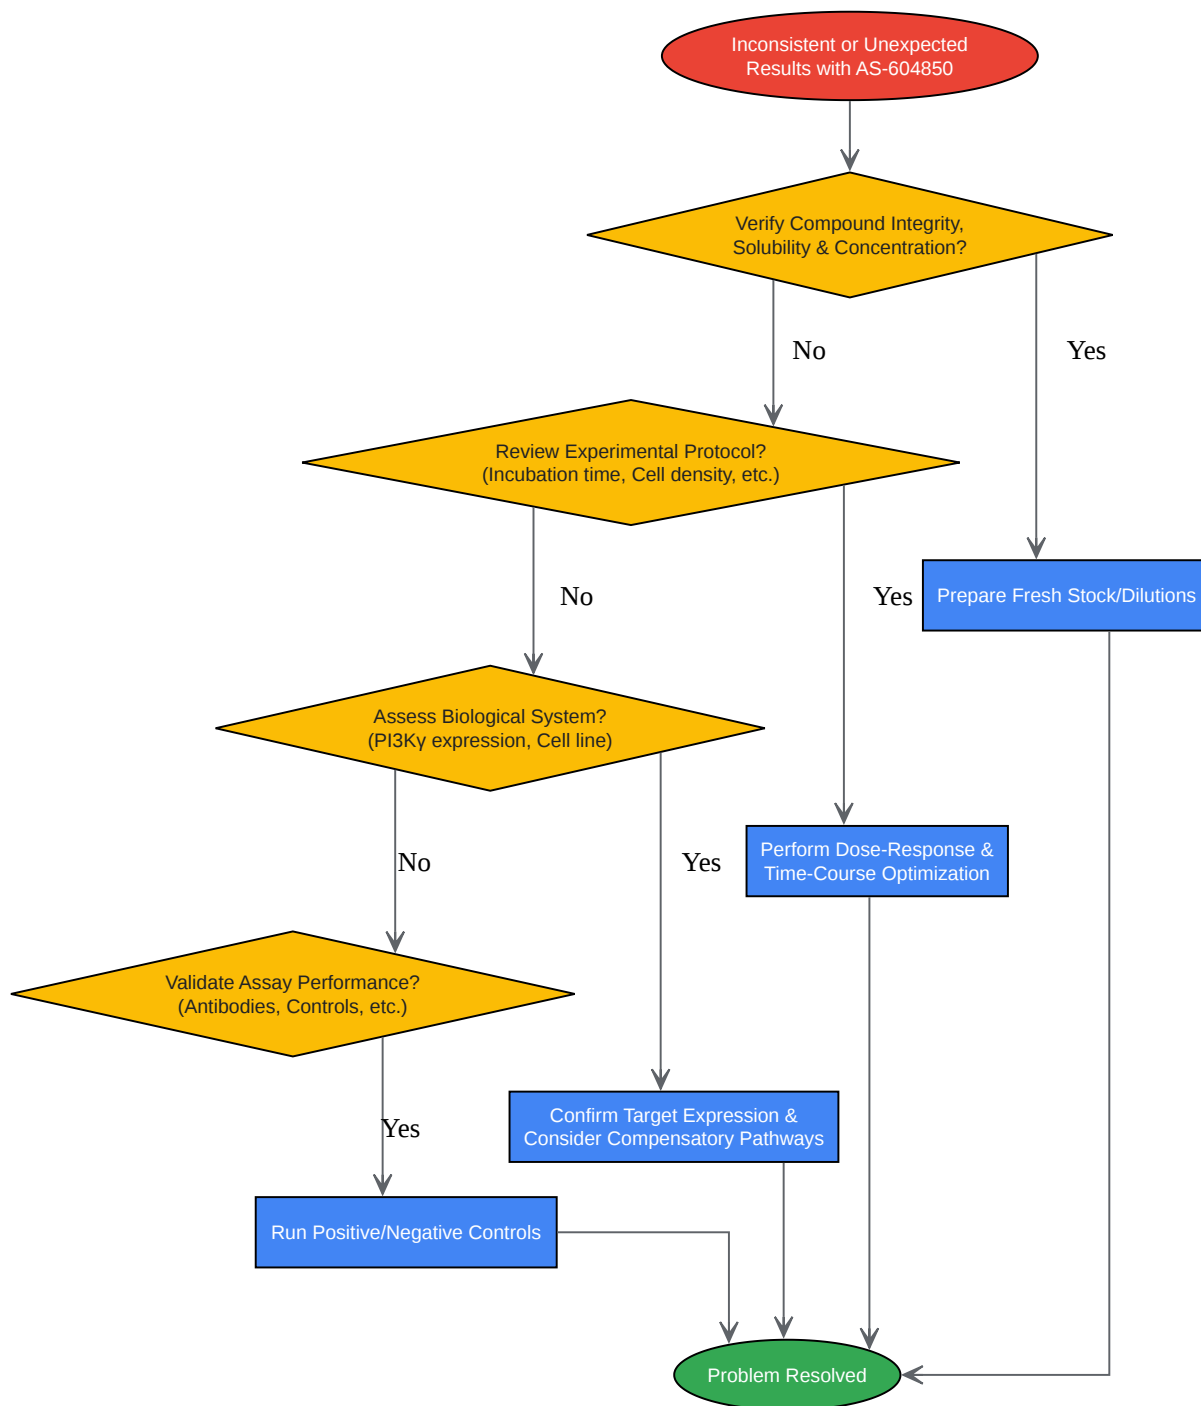 Inconsistent or Unexpected
Results with AS-604850
Verify Compound Integrity,
Solubility & Concentration?
No
Yes
Review Experimental Protocol?
(Incubation time, Cell density, etc.)
No
Yes
Prepare Fresh Stock/Dilutions
Assess Biological System?
(PI3Kγ expression, Cell line)
No
Yes
Perform Dose-Response &
Time-Course Optimization
Validate Assay Performance?
(Antibodies, Controls, etc.)
Yes
Confirm Target Expression &
Consider Compensatory Pathways
Run Positive/Negative Controls
Problem Resolved